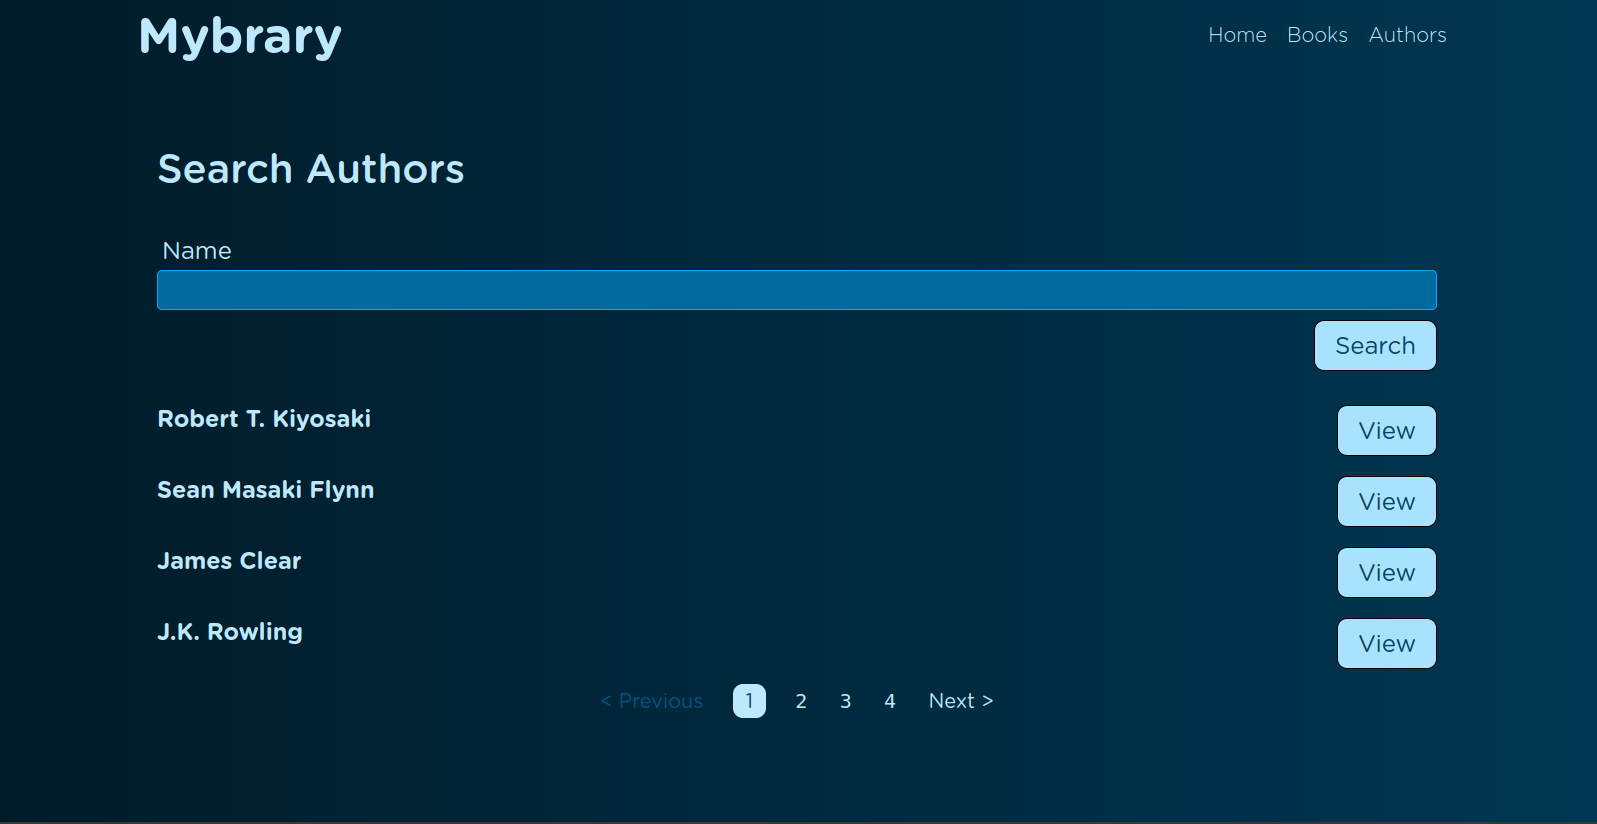 Mybrary
Home Books Authors
Search Authors
Name
Search
Robert T. Kiyosaki
View
Sean Masaki Flynn
View
James Clear
View
J.K. Rowling
View
< Previous 1 2 3 4 Next >